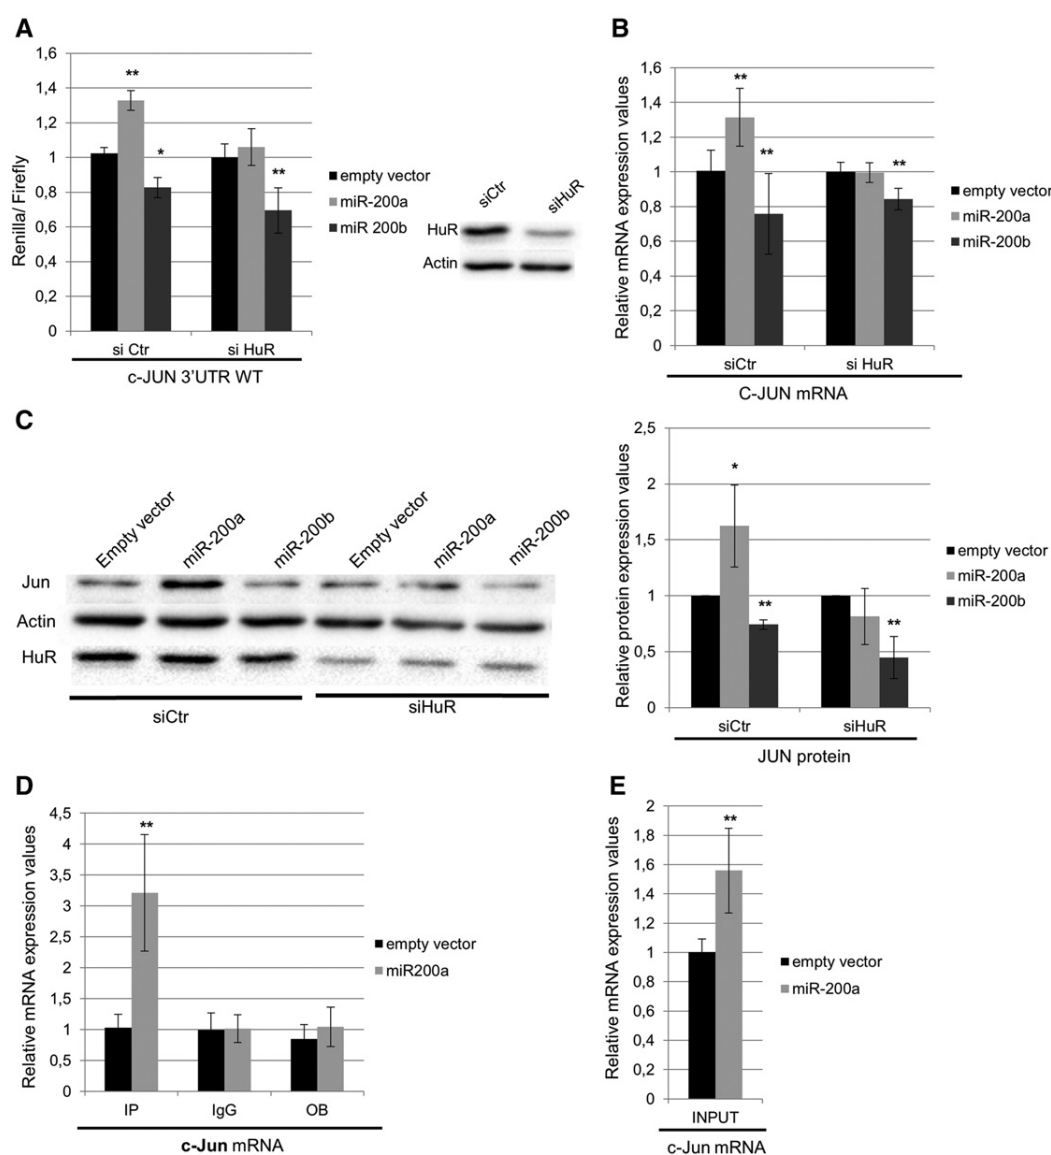 A
1,6
1,4
1,2
1
0,8
0,6
0,4
0,2
0
Renilla/ Firefly
**
*
**
si Ctr
si HuR
c-JUN 3'UTR WT
empty vector
miR-200a
miR 200b
siCtr
siHuR
HuR
Actin
B
1,6
1,4
1,2
1
0,8
0,6
0,4
0,2
0
Relative mRNA expression values
**
**
**
siCtr
si HuR
C-JUN mRNA
empty vector
miR-200a
miR-200b
C
Empty vector
miR-200a
miR-200b
Empty vector
miR-200a
miR-200b
Jun
Actin
HuR
siCtr
siHuR
2,5
2
1,5
1
0,5
0
Relative protein expression values
*
**
**
siCtr
siHuR
JUN protein
empty vector
miR-200a
miR-200b
D
4,5
4
3,5
3
2,5
2
1,5
1
0,5
0
Relative mRNA expression values
**
IP
IgG
OB
c-Jun mRNA
empty vector
miR200a
E
2
1,8
1,6
1,4
1,2
1
0,8
0,6
0,4
0,2
0
Relative mRNA expression values
**
INPUT
c-Jun mRNA
empty vector
miR-200a